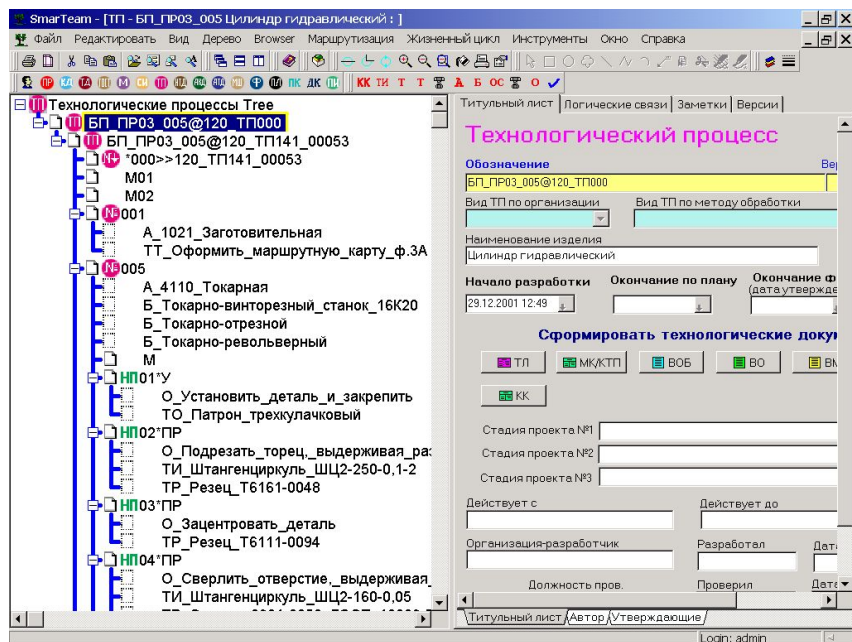 SmarTeam - [ТП - БП_ПР03_005 Цилиндр гидравлический : ]
Файл Редактировать Вид Дерево Browser Маршрутизация Жизненный цикл Инструменты Окно Справка
ПК ДК КК ТИ Т Т А Б ОС О
Технологические процессы Tree
БП_ПР03_005@120_ТП000
БП_ПР03_005@120_ТП141_00053
*000>>120_ТП141_00053
М01
М02
001
А_1021_Заготовительная
ТТ_Оформить_маршрутную_карту_ф.3А
005
А_4110_Токарная
Б_Токарно-винторезный_станок_16К20
Б_Токарно-отрезной
Б_Токарно-револьверный
М
НП01*У
О_Установить_деталь_и_закрепить
ТО_Патрон_трехкулачковый
НП02*ПР
О_Подрезать_торец,_выдерживая_ра
ТИ_Штангенциркуль_ШЦ2-250-0,1-2
ТР_Резец_Т6161-0048
НП03*ПР
О_Зацентровать_деталь
ТР_Резец_Т6111-0094
НП04*ПР
О_Сверлить_отверстие,_выдерживая_
ТИ_Штангенциркуль_ШЦ2-160-0,05
Титульный лист Логические связи Заметки Версии
Технологический процесс
Обозначение Вер
БП_ПР03_005@120_ТП000
Вид ТП по организации Вид ТП по методу обработки
Наименование изделия
Цилиндр гидравлический
Начало разработки Окончание по плану Окончание ф
(дата утвержде
29.12.2001 12:49
Сформировать технологические доку
ТЛ МК/КТП ВОБ ВО ВМ
КК
Стадия проекта №1
Стадия проекта №2
Стадия проекта №3
Действует с Действует до
Организация-разработчик Разработал Дата
Должность пров. Проверил Дата
Титульный лист Автор Утверждающие
Login: admin